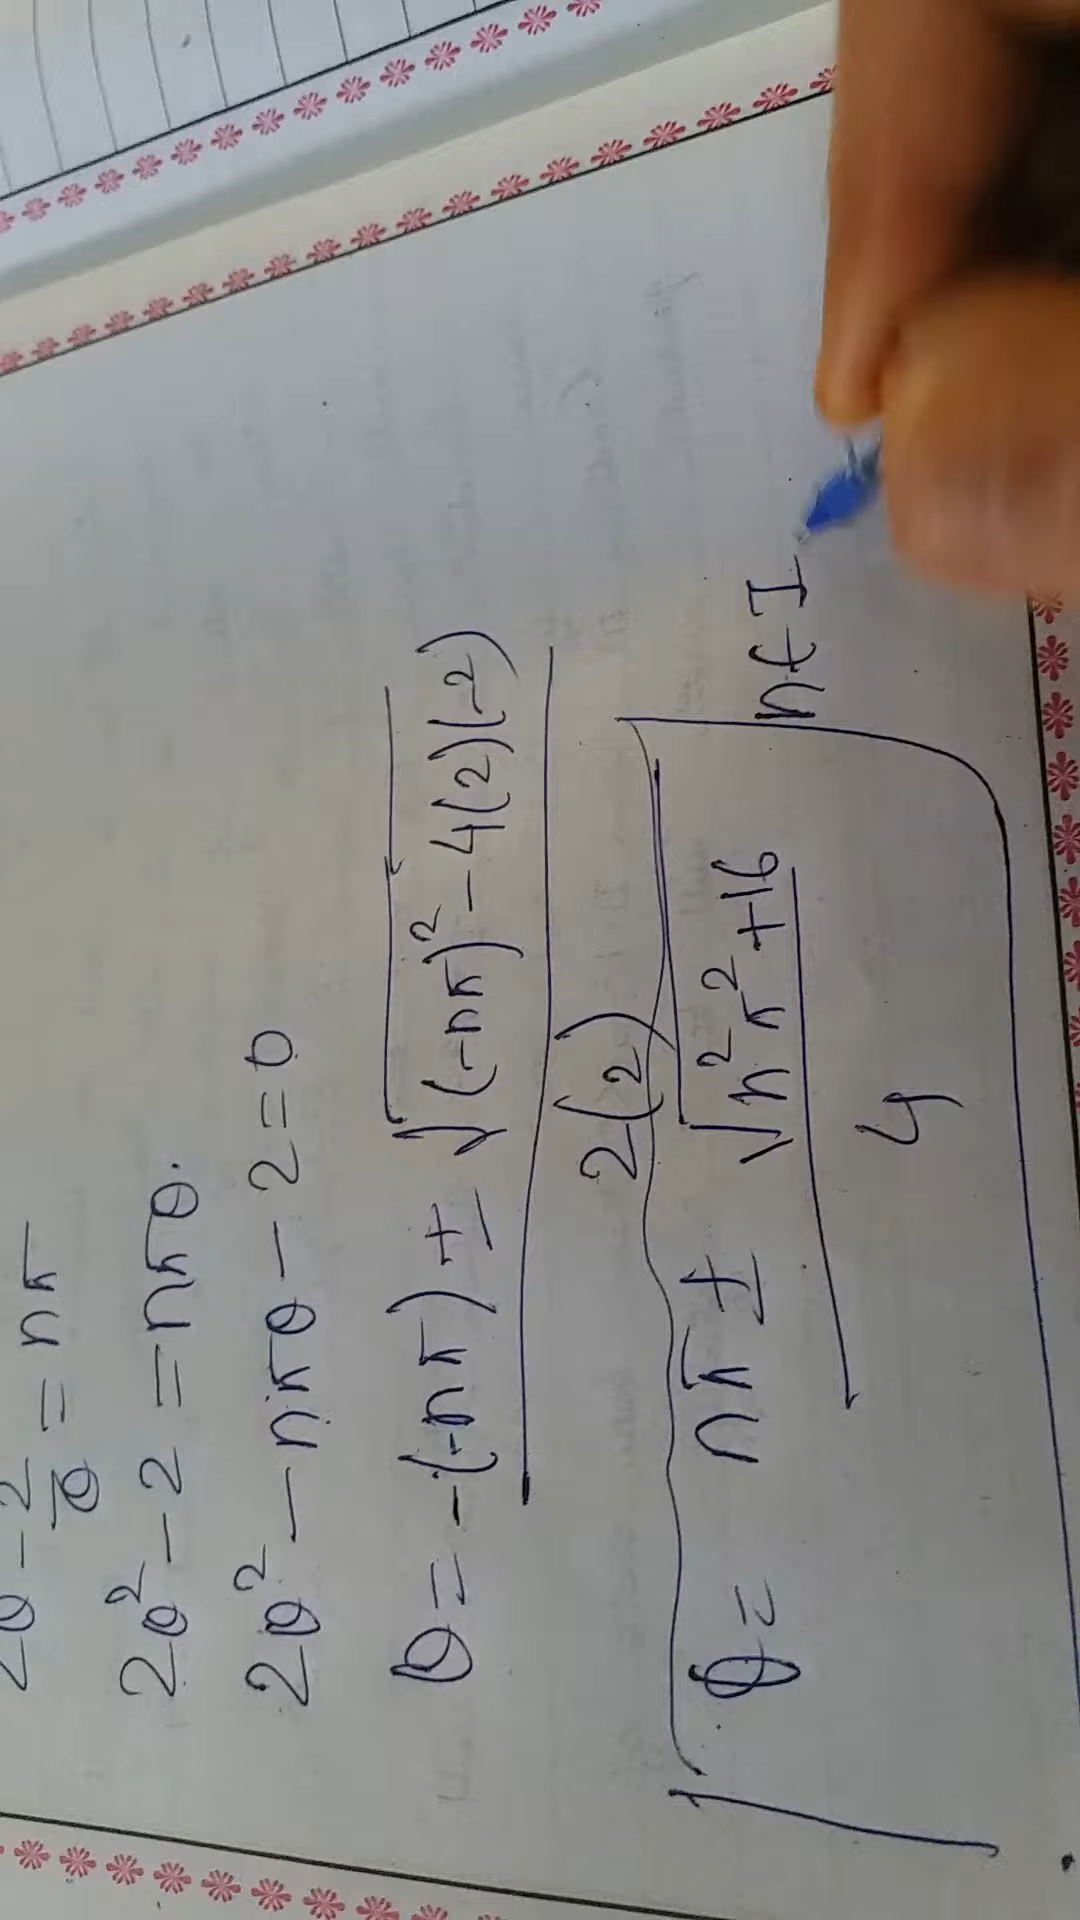 2θ - 2/θ = nπ
2θ² - 2 = nπθ.
2θ² - nπθ - 2 = 0
θ = -(-nπ) ± √(-nπ)² - 4(2)(-2) / 2(2)
θ = nπ ± √n²π² + 16 / 4 n∈I